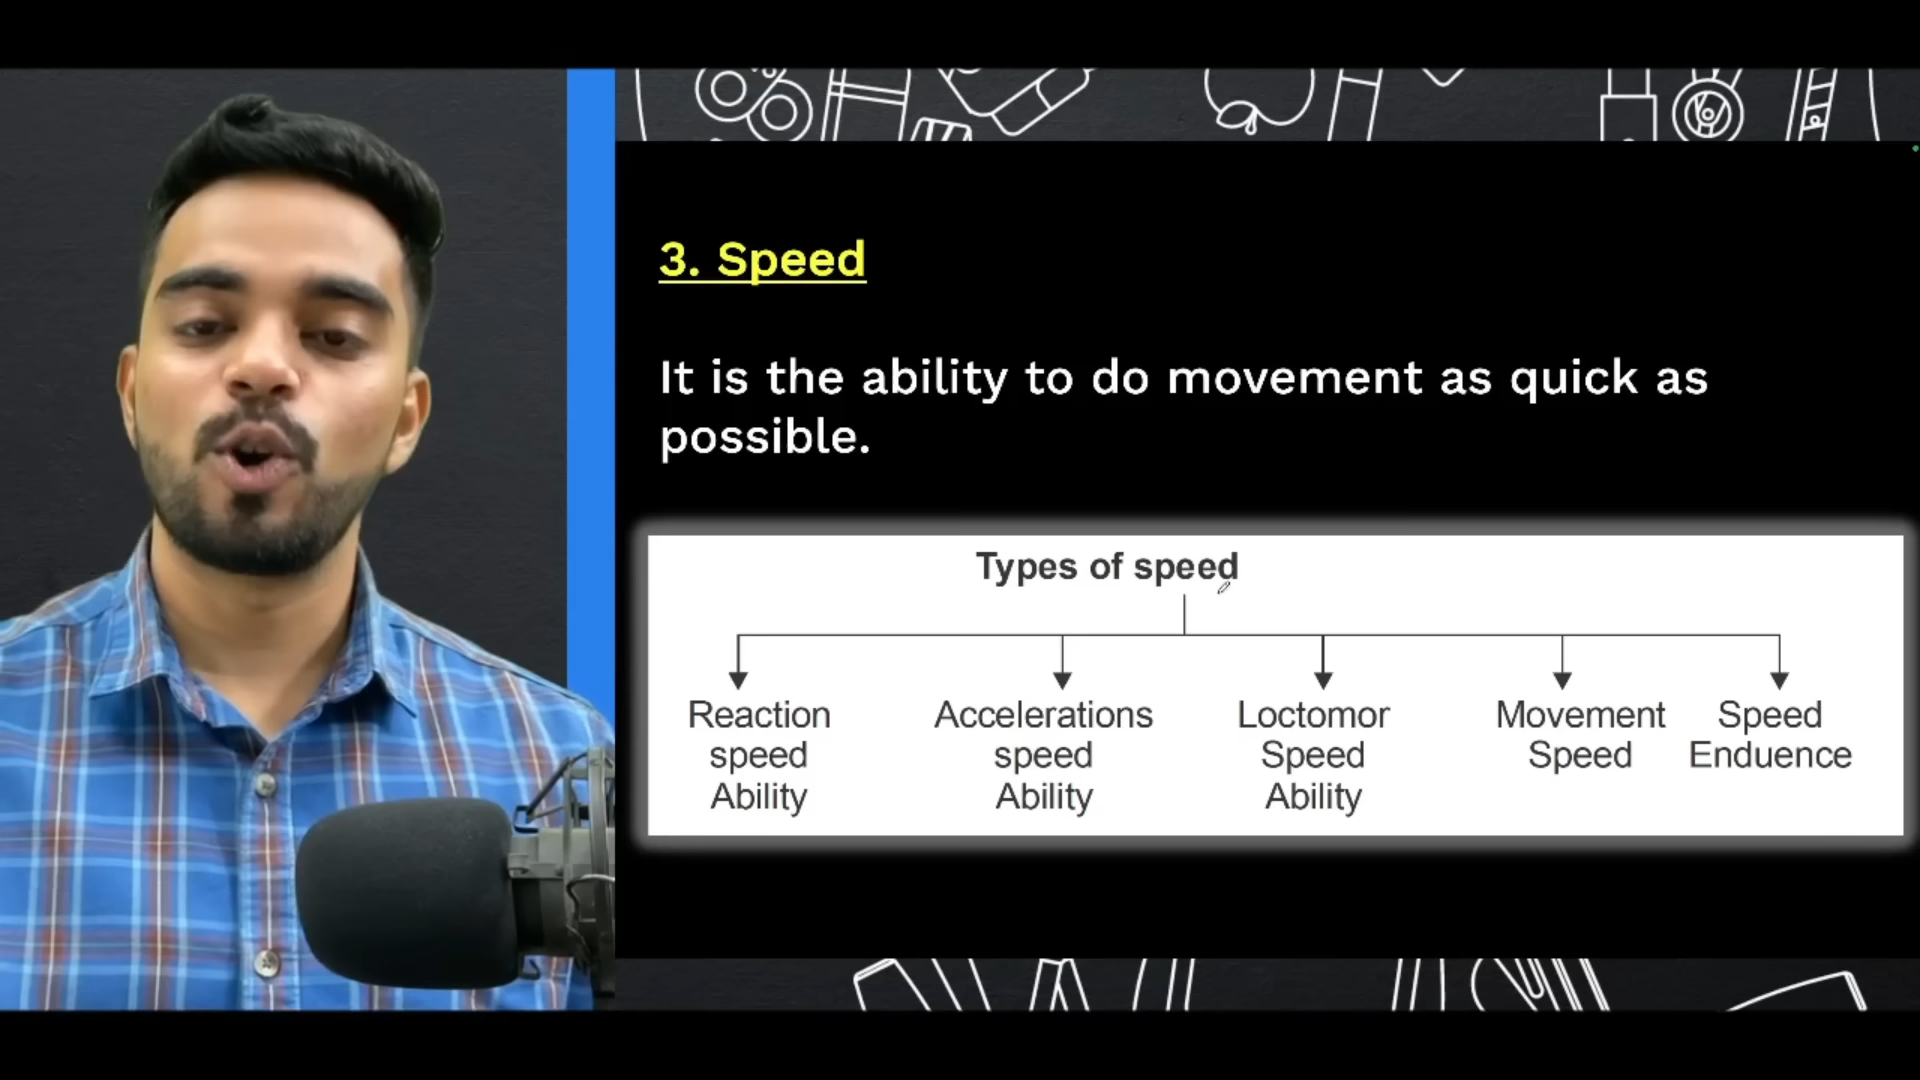 3. Speed
It is the ability to do movement as quick as
possible.
Types of speed
Reaction
speed
Ability
Accelerations
speed
Ability
Loctomor
Speed
Ability
Movement
Speed
Speed
Enduence